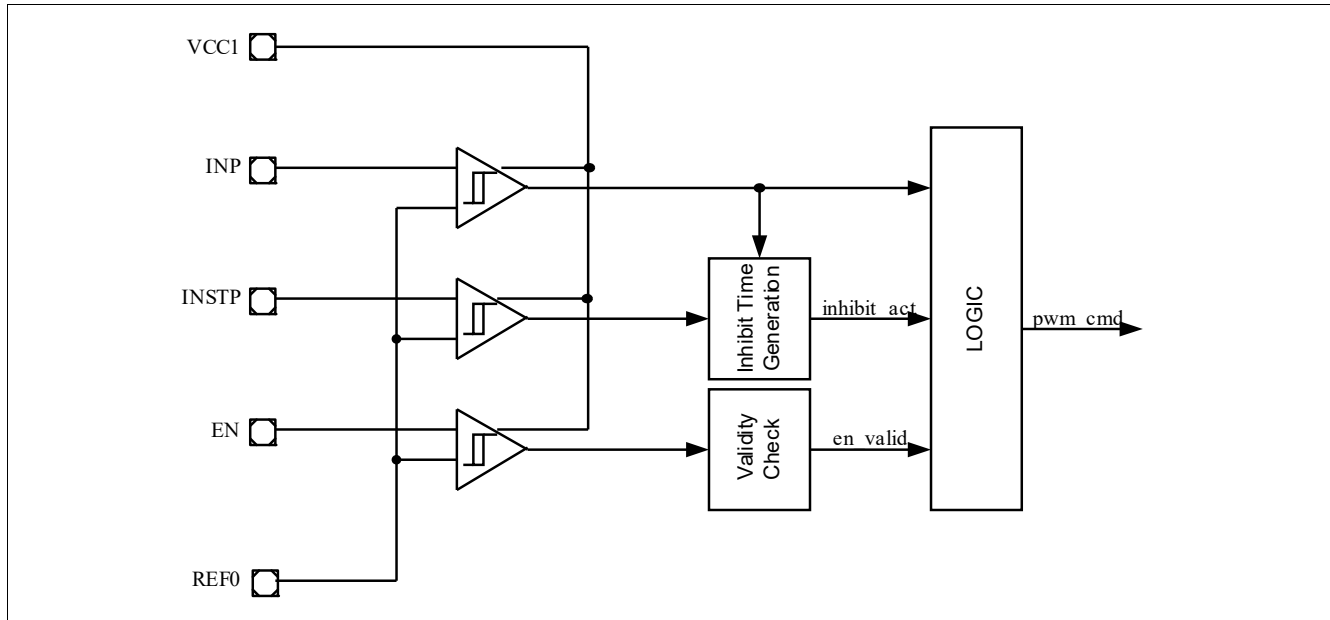 VCC1
INP
INSTP
EN
REF0
Inhibit Time
Generation
inhibit_act
Validity
Check
en_valid
LOGIC
pwm_cmd